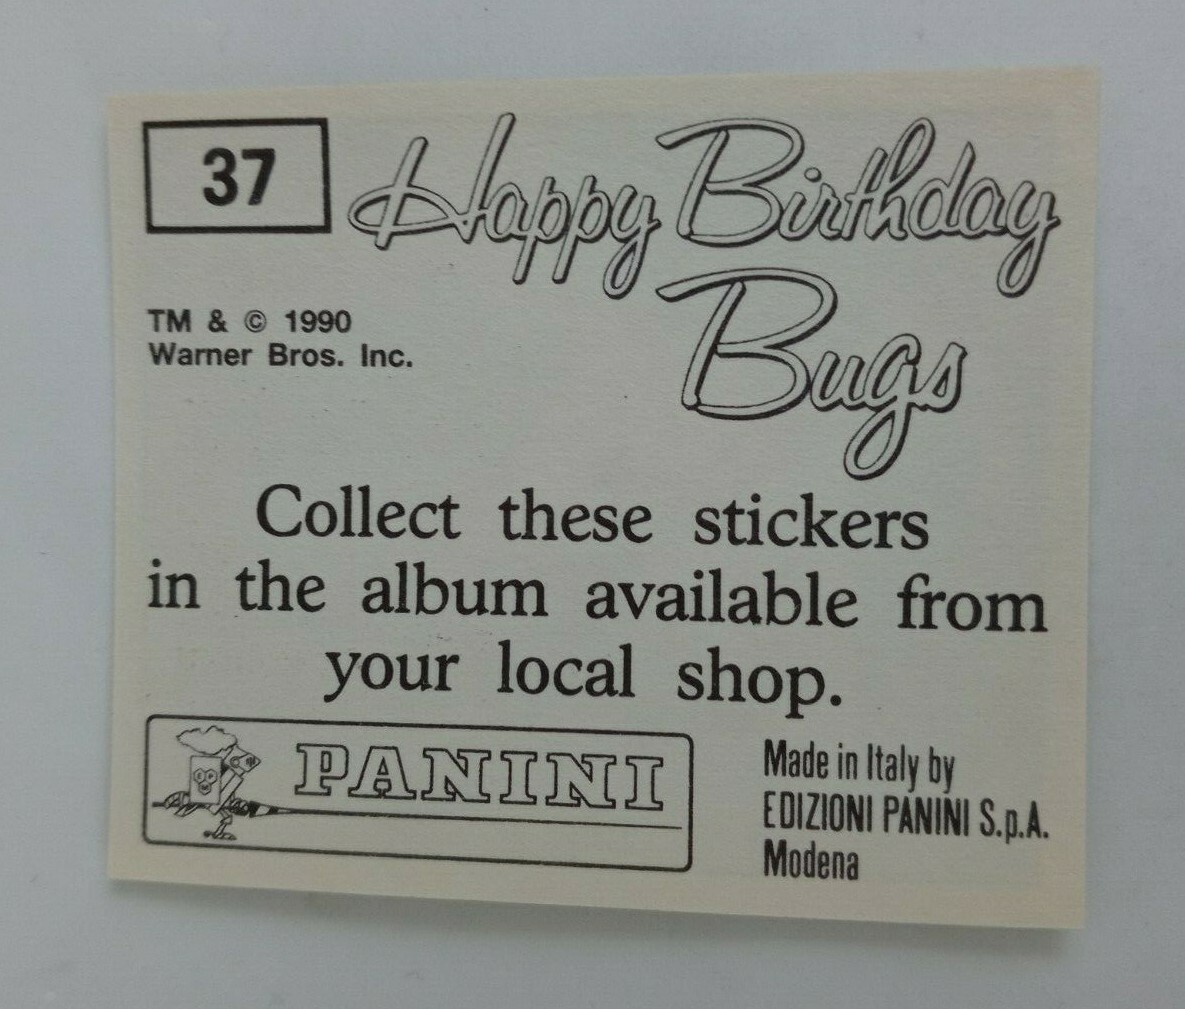 37
Happy Birthday
Bugs
TM & © 1990
Warner Bros. Inc.
Collect these stickers
in the album available from
your local shop.
PANINI
Made in Italy by
EDIZIONI PANINI S.p.A.
Modena